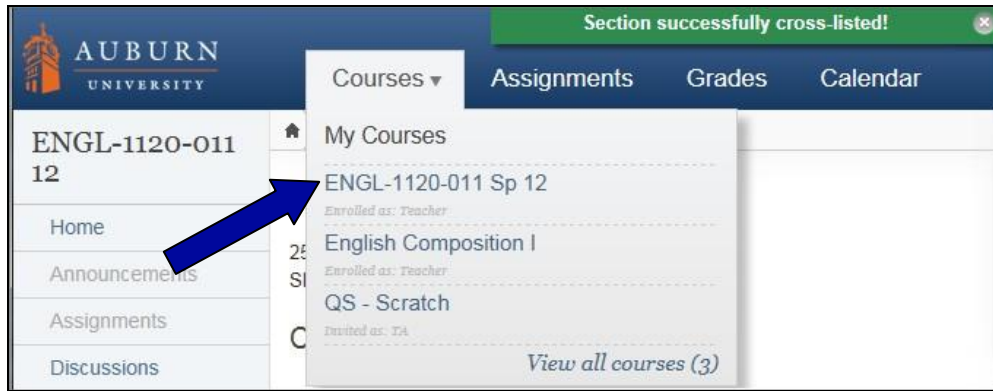 Section successfully cross-listed!
AUBURN
UNIVERSITY
Courses ▾
Assignments
Grades
Calendar
ENGL-1120-011
12
Home
Announcements
Assignments
Discussions
My Courses
ENGL-1120-011 Sp 12
Enrolled as: Teacher
English Composition I
Enrolled as: Teacher
QS - Scratch
Invited as: TA
View all courses (3)
25